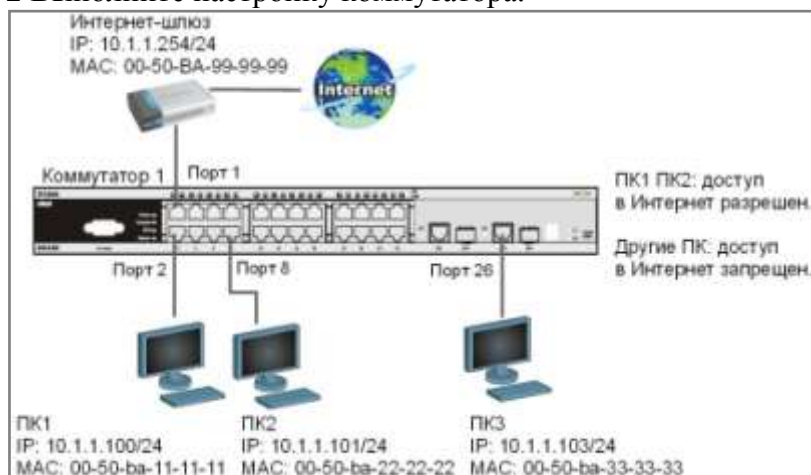 2 Выполните настройку коммутатора.
Интернет-шлюз
IP: 10.1.1.254/24
MAC: 00-50-BA-99-99-99
Internet
Коммутатор 1
Порт 1
ПК1 ПК2: доступ
в Интернет разрешен.
Другие ПК: доступ
в Интернет запрещен.
Порт 2
Порт 8
Порт 26
ПК1
IP: 10.1.1.100/24
MAC: 00-50-ba-11-11-11
ПК2
IP: 10.1.1.101/24
MAC: 00-50-ba-22-22-22
ПК3
IP: 10.1.1.103/24
MAC: 00-50-ba-33-33-33